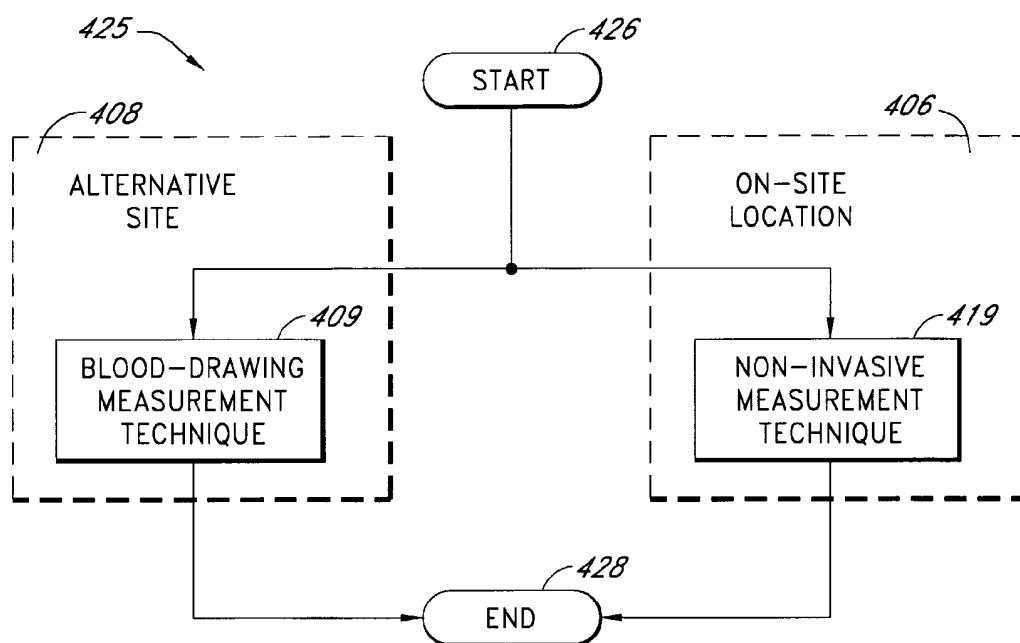 425
426
START
408
406
ALTERNATIVE
SITE
ON-SITE
LOCATION
409
419
BLOOD-DRAWING
MEASUREMENT
TECHNIQUE
NON-INVASIVE
MEASUREMENT
TECHNIQUE
428
END